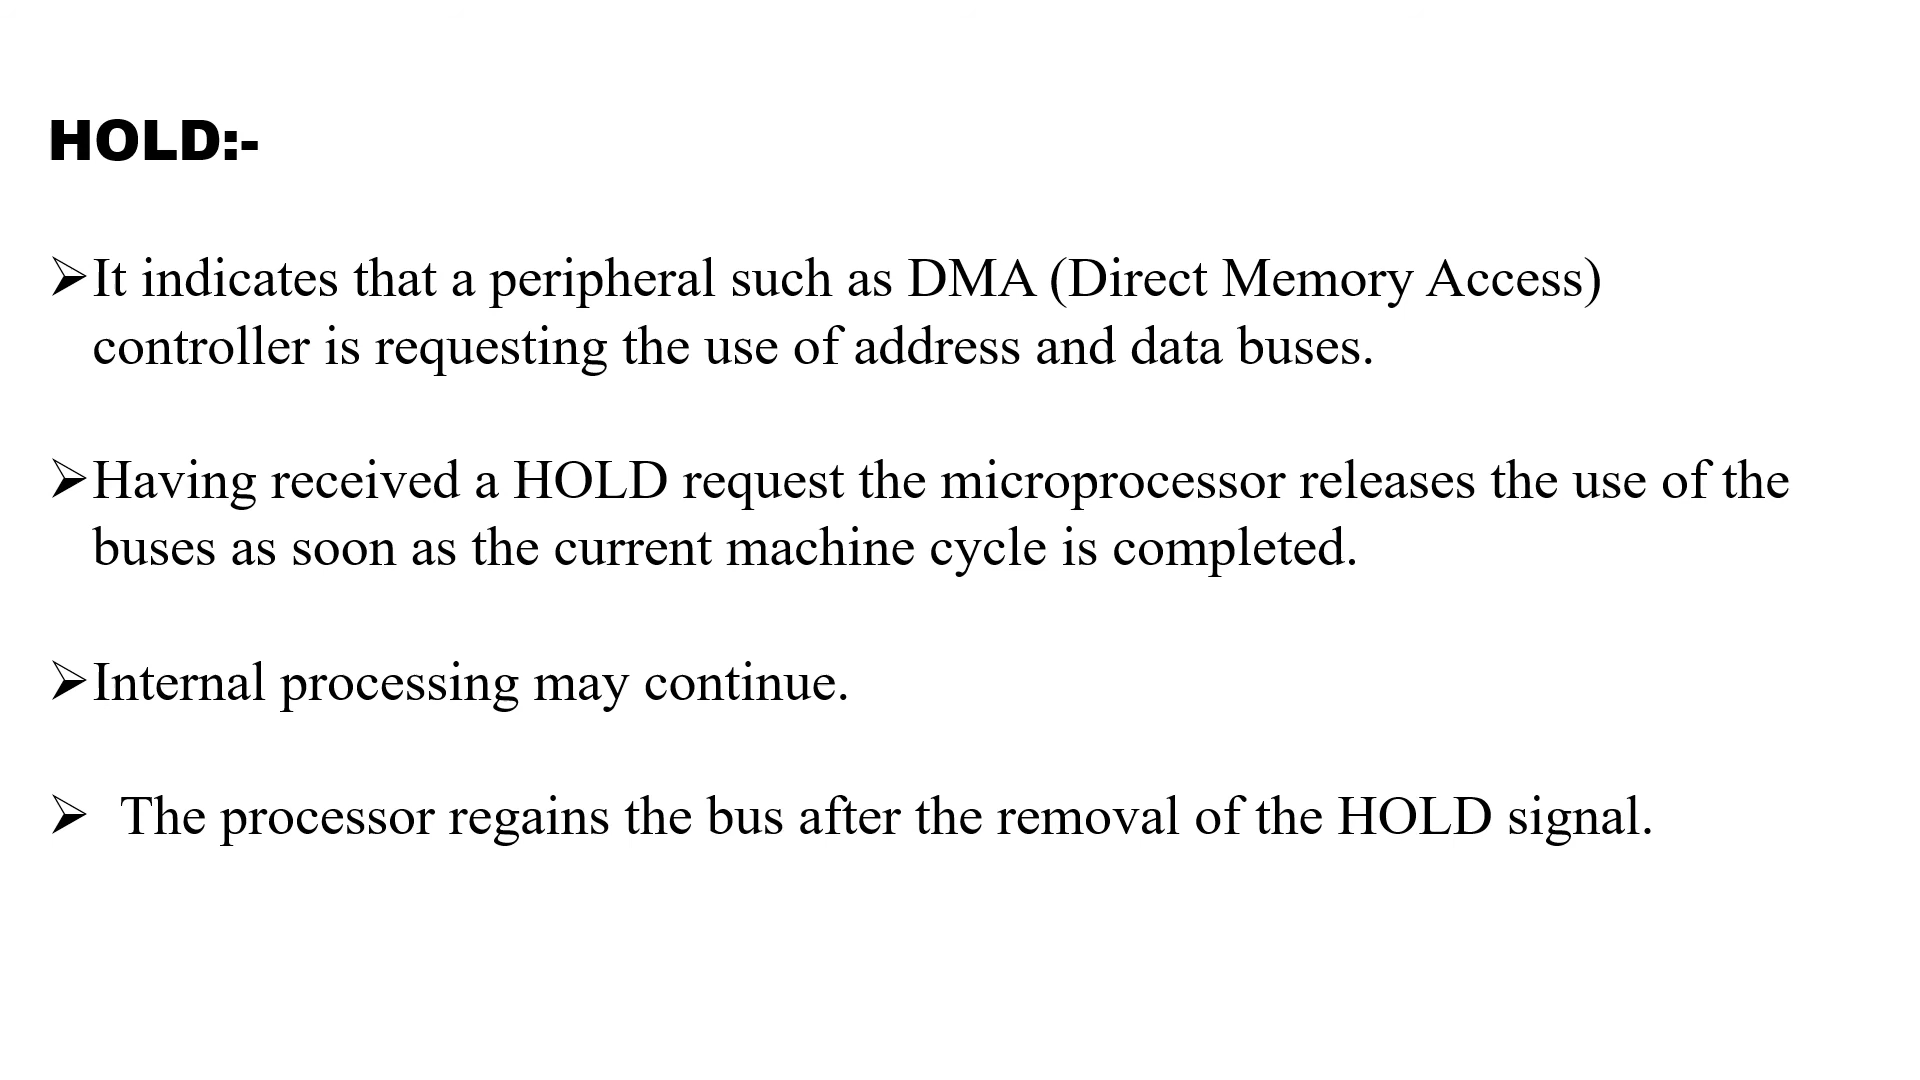 HOLD:-
➢It indicates that a peripheral such as DMA (Direct Memory Access)
controller is requesting the use of address and data buses.
➢Having received a HOLD request the microprocessor releases the use of the
buses as soon as the current machine cycle is completed.
➢Internal processing may continue.
➢ The processor regains the bus after the removal of the HOLD signal.